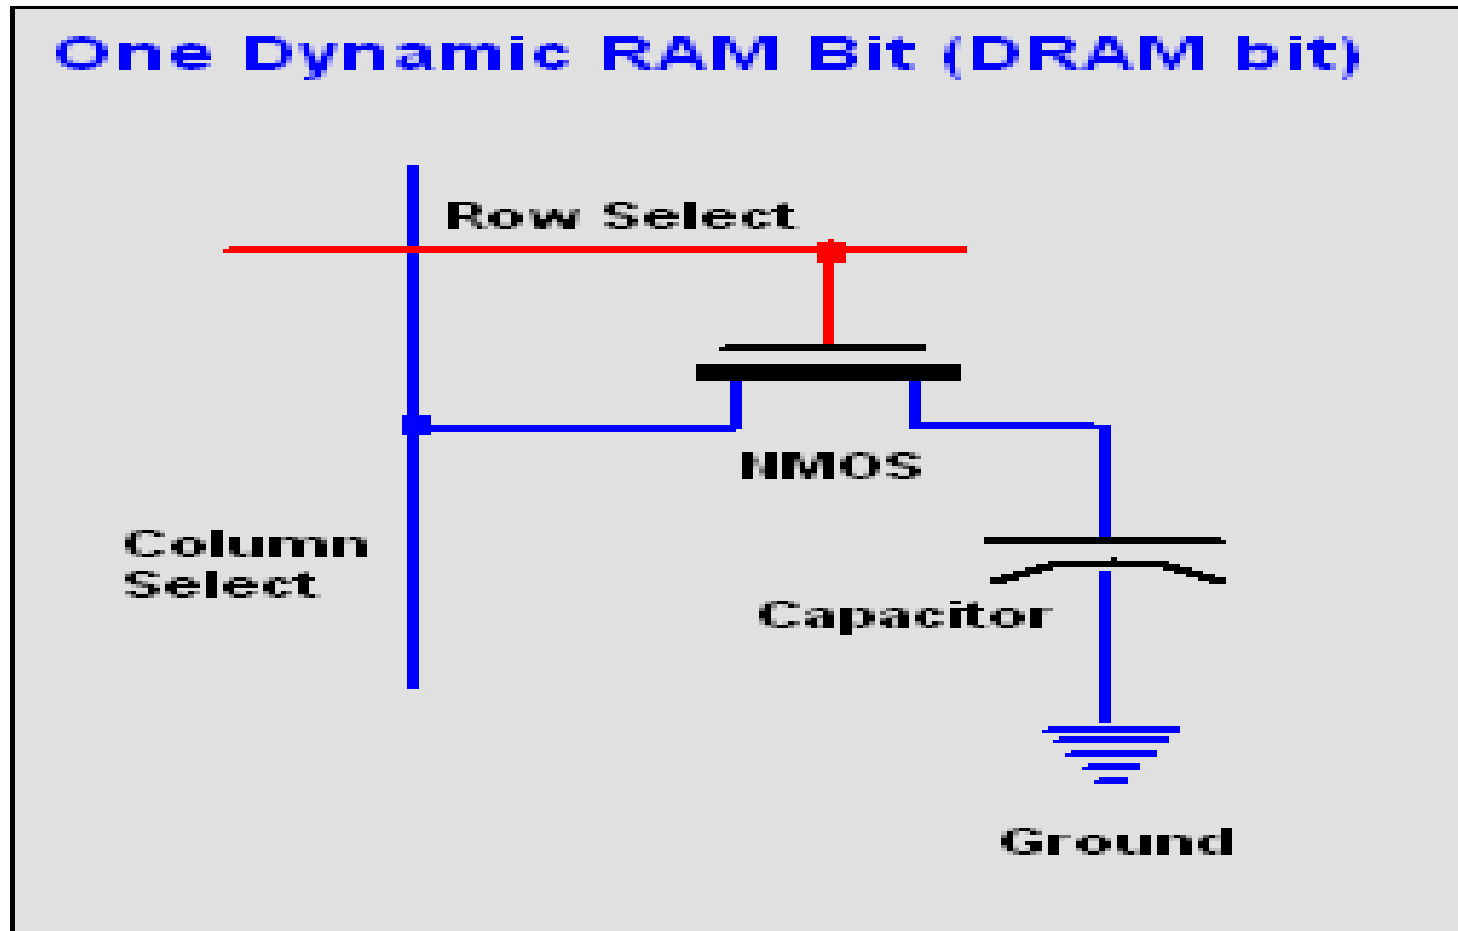 One Dynamic RAM Bit (DRAM bit)
Row Select
NMOS
Column
Select
Capacitor
Ground